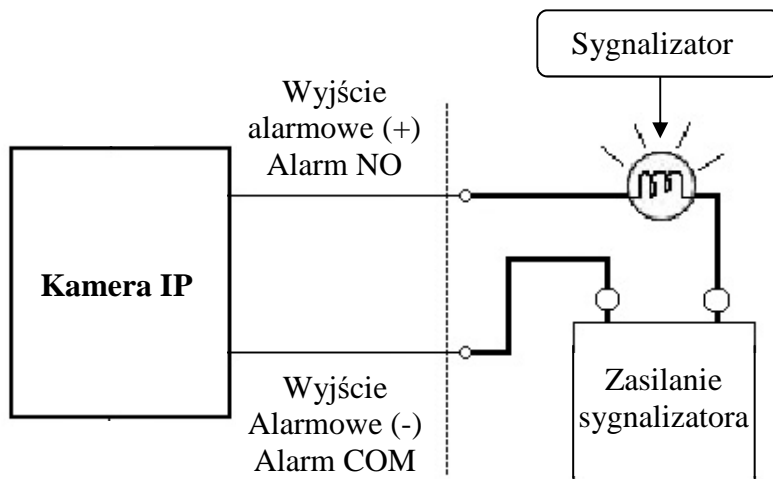 Sygnalizator
Wyjście
alarmowe (+)
Alarm NO
Kamera IP
Wyjście
Alarmowe (-)
Alarm COM
Zasilanie
sygnalizatora